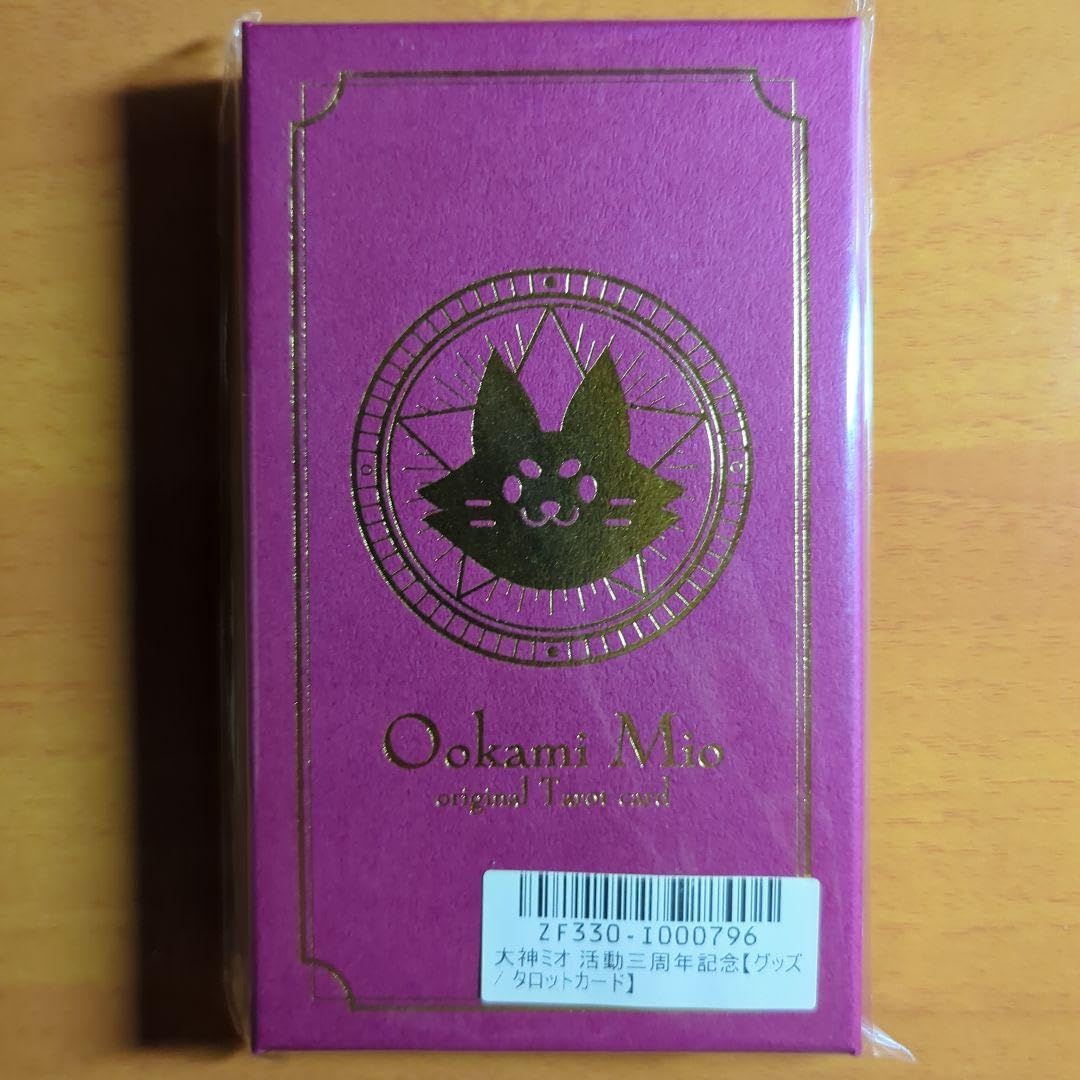 Ookami Mio
original Tarot card
ZF330-I000796
大神ミオ 活動三周年記念【グッズ
/ タロットカード】